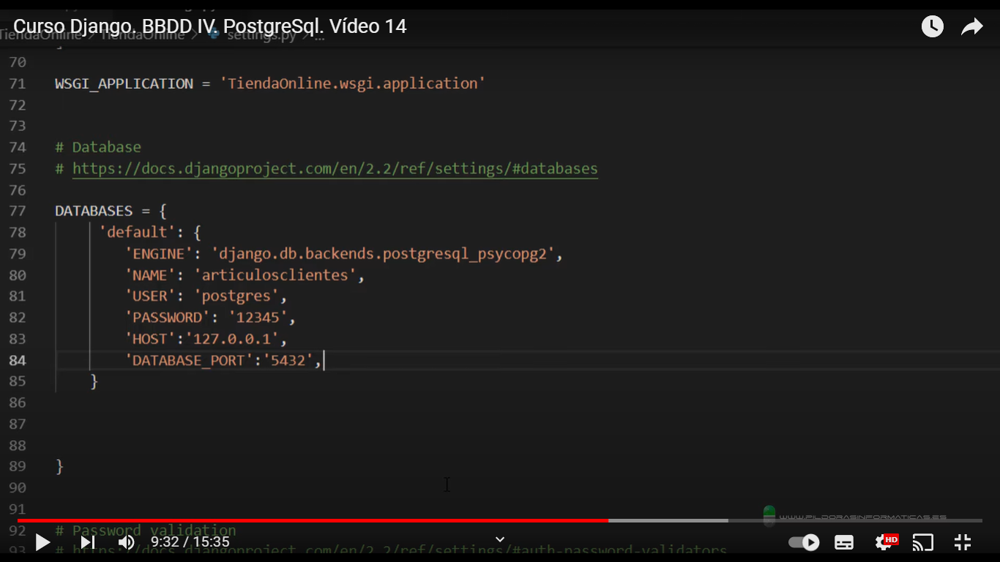 Curso Django. BBDD IV. PostgreSql. Vídeo 14
TiendaOnline > TiendaOnline > settings.py > ...
70
71 WSGI_APPLICATION = 'TiendaOnline.wsgi.application'
72
73
74 # Database
75 # https://docs.djangoproject.com/en/2.2/ref/settings/#databases
76
77 DATABASES = {
78 'default': {
79 'ENGINE': 'django.db.backends.postgresql_psycopg2',
80 'NAME': 'articulosclientes',
81 'USER': 'postgres',
82 'PASSWORD': '12345',
83 'HOST':'127.0.0.1',
84 'DATABASE_PORT':'5432',
85 }
86
87
88
89 }
90
91
WWW.PILDORASINFORMATICAS.ES
92 # Password validation
93 # https://docs.djangoproject.com/en/2.2/ref/settings/#auth-password-validators
9:32 / 15:35
HD